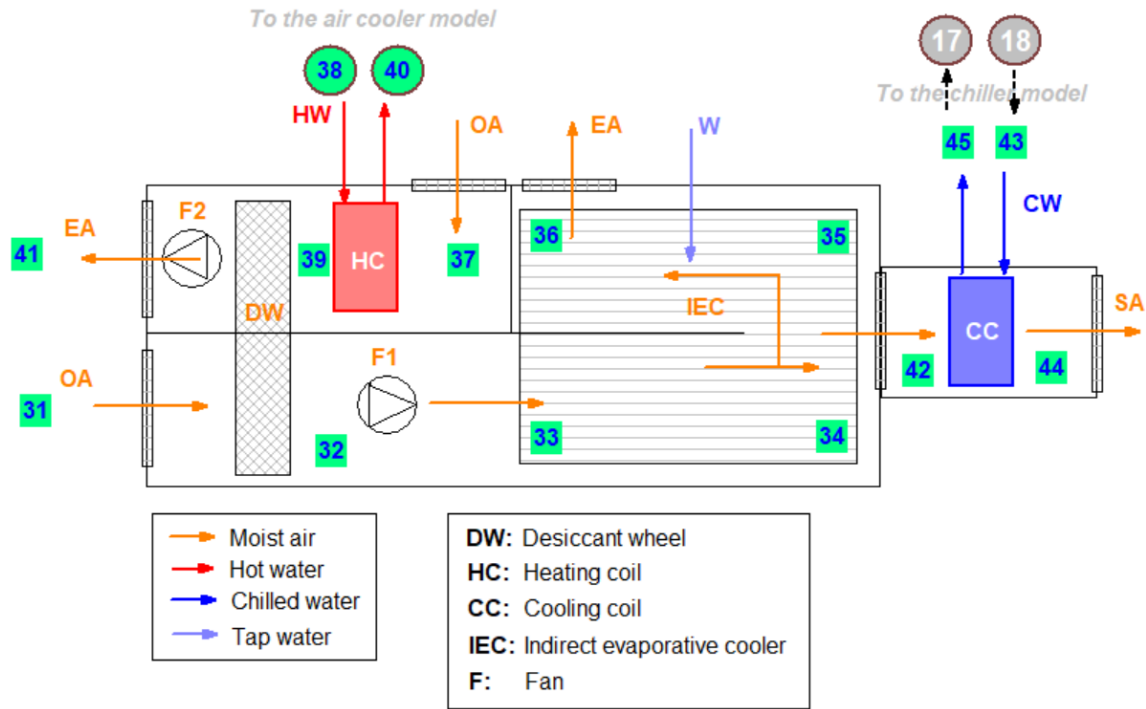 To the air cooler model
17 18
38 40
To the chiller model
HW
OA
EA
W
45 43
CW
F2
EA
41
39
HC
37
36
35
DW
IEC
SA
CC
42
44
F1
OA
31
32
33
34
Moist air
Hot water
Chilled water
Tap water
DW: Desiccant wheel
HC: Heating coil
CC: Cooling coil
IEC: Indirect evaporative cooler
F: Fan